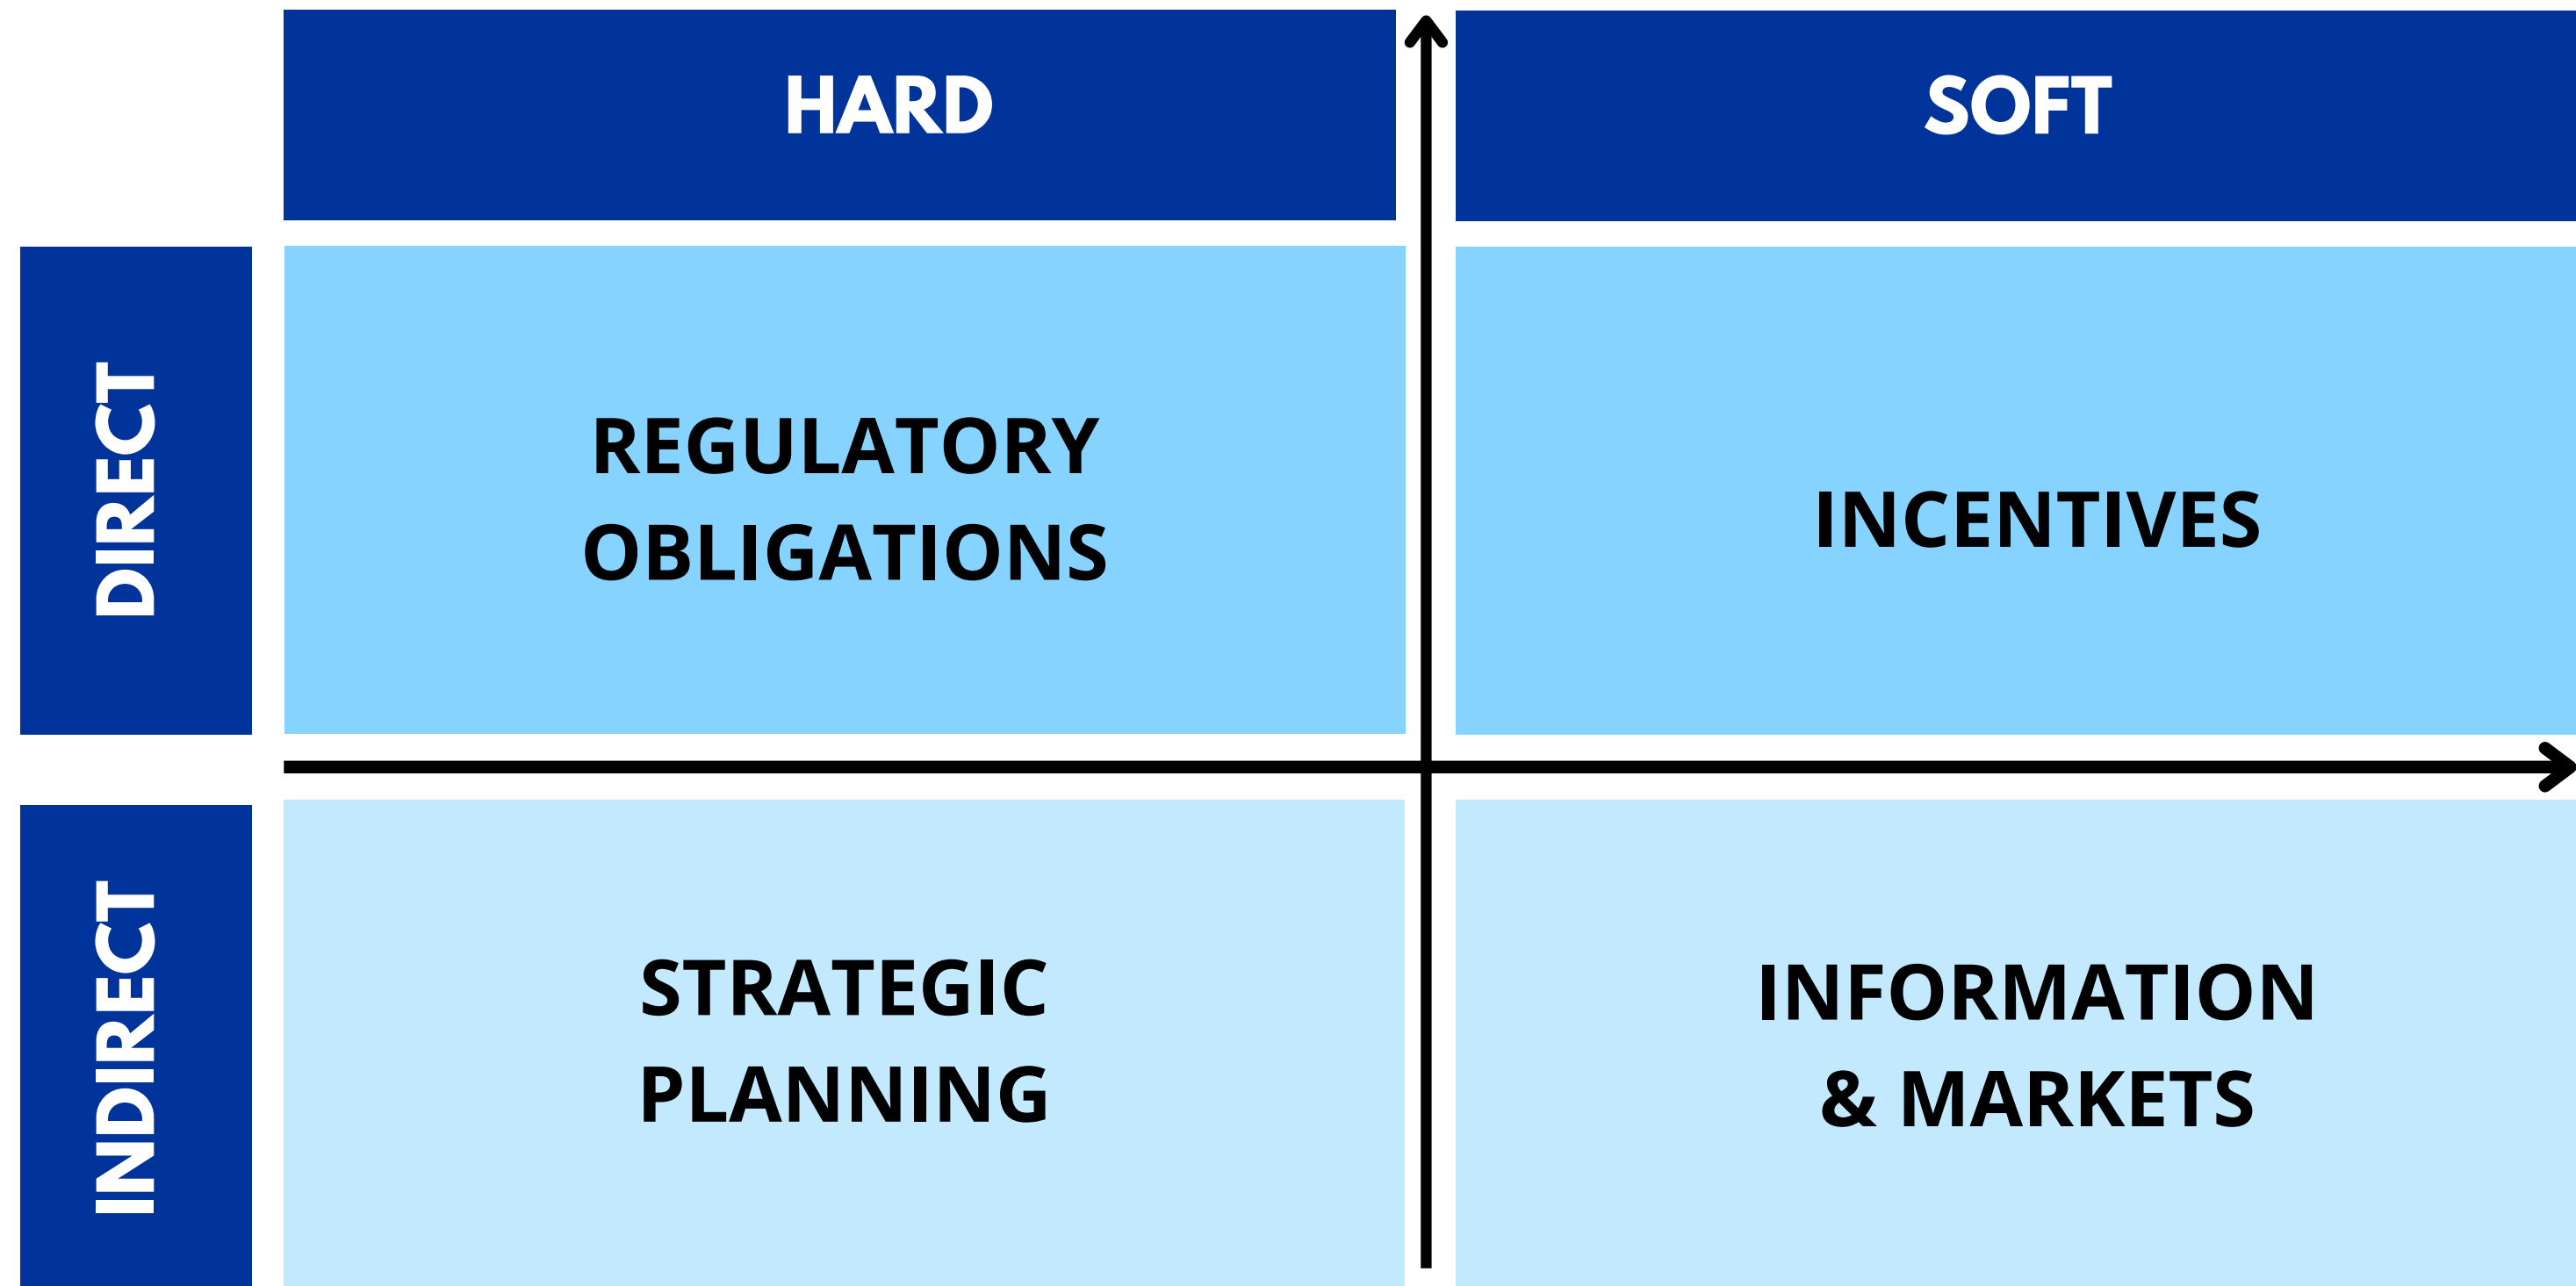 HARD
SOFT
DIRECT
REGULATORY
OBLIGATIONS
INCENTIVES
INDIRECT
STRATEGIC
PLANNING
INFORMATION
& MARKETS